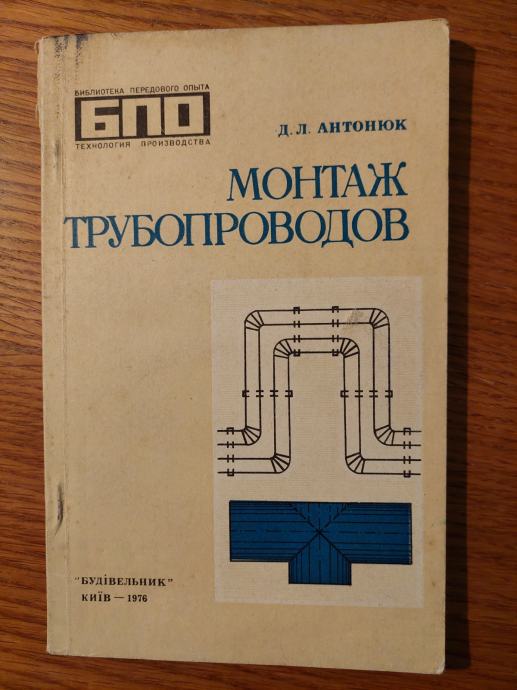 БИБЛИОТЕКА ПЕРЕДОВОГО ОПЫТА
БПО
ТЕХНОЛОГИЯ ПРОИЗВОДСТВА
Д. Л. АНТОНЮК
МОНТАЖ
ТРУБОПРОВОДОВ
"БУДІВЕЛЬНИК"
КИЇВ — 1976